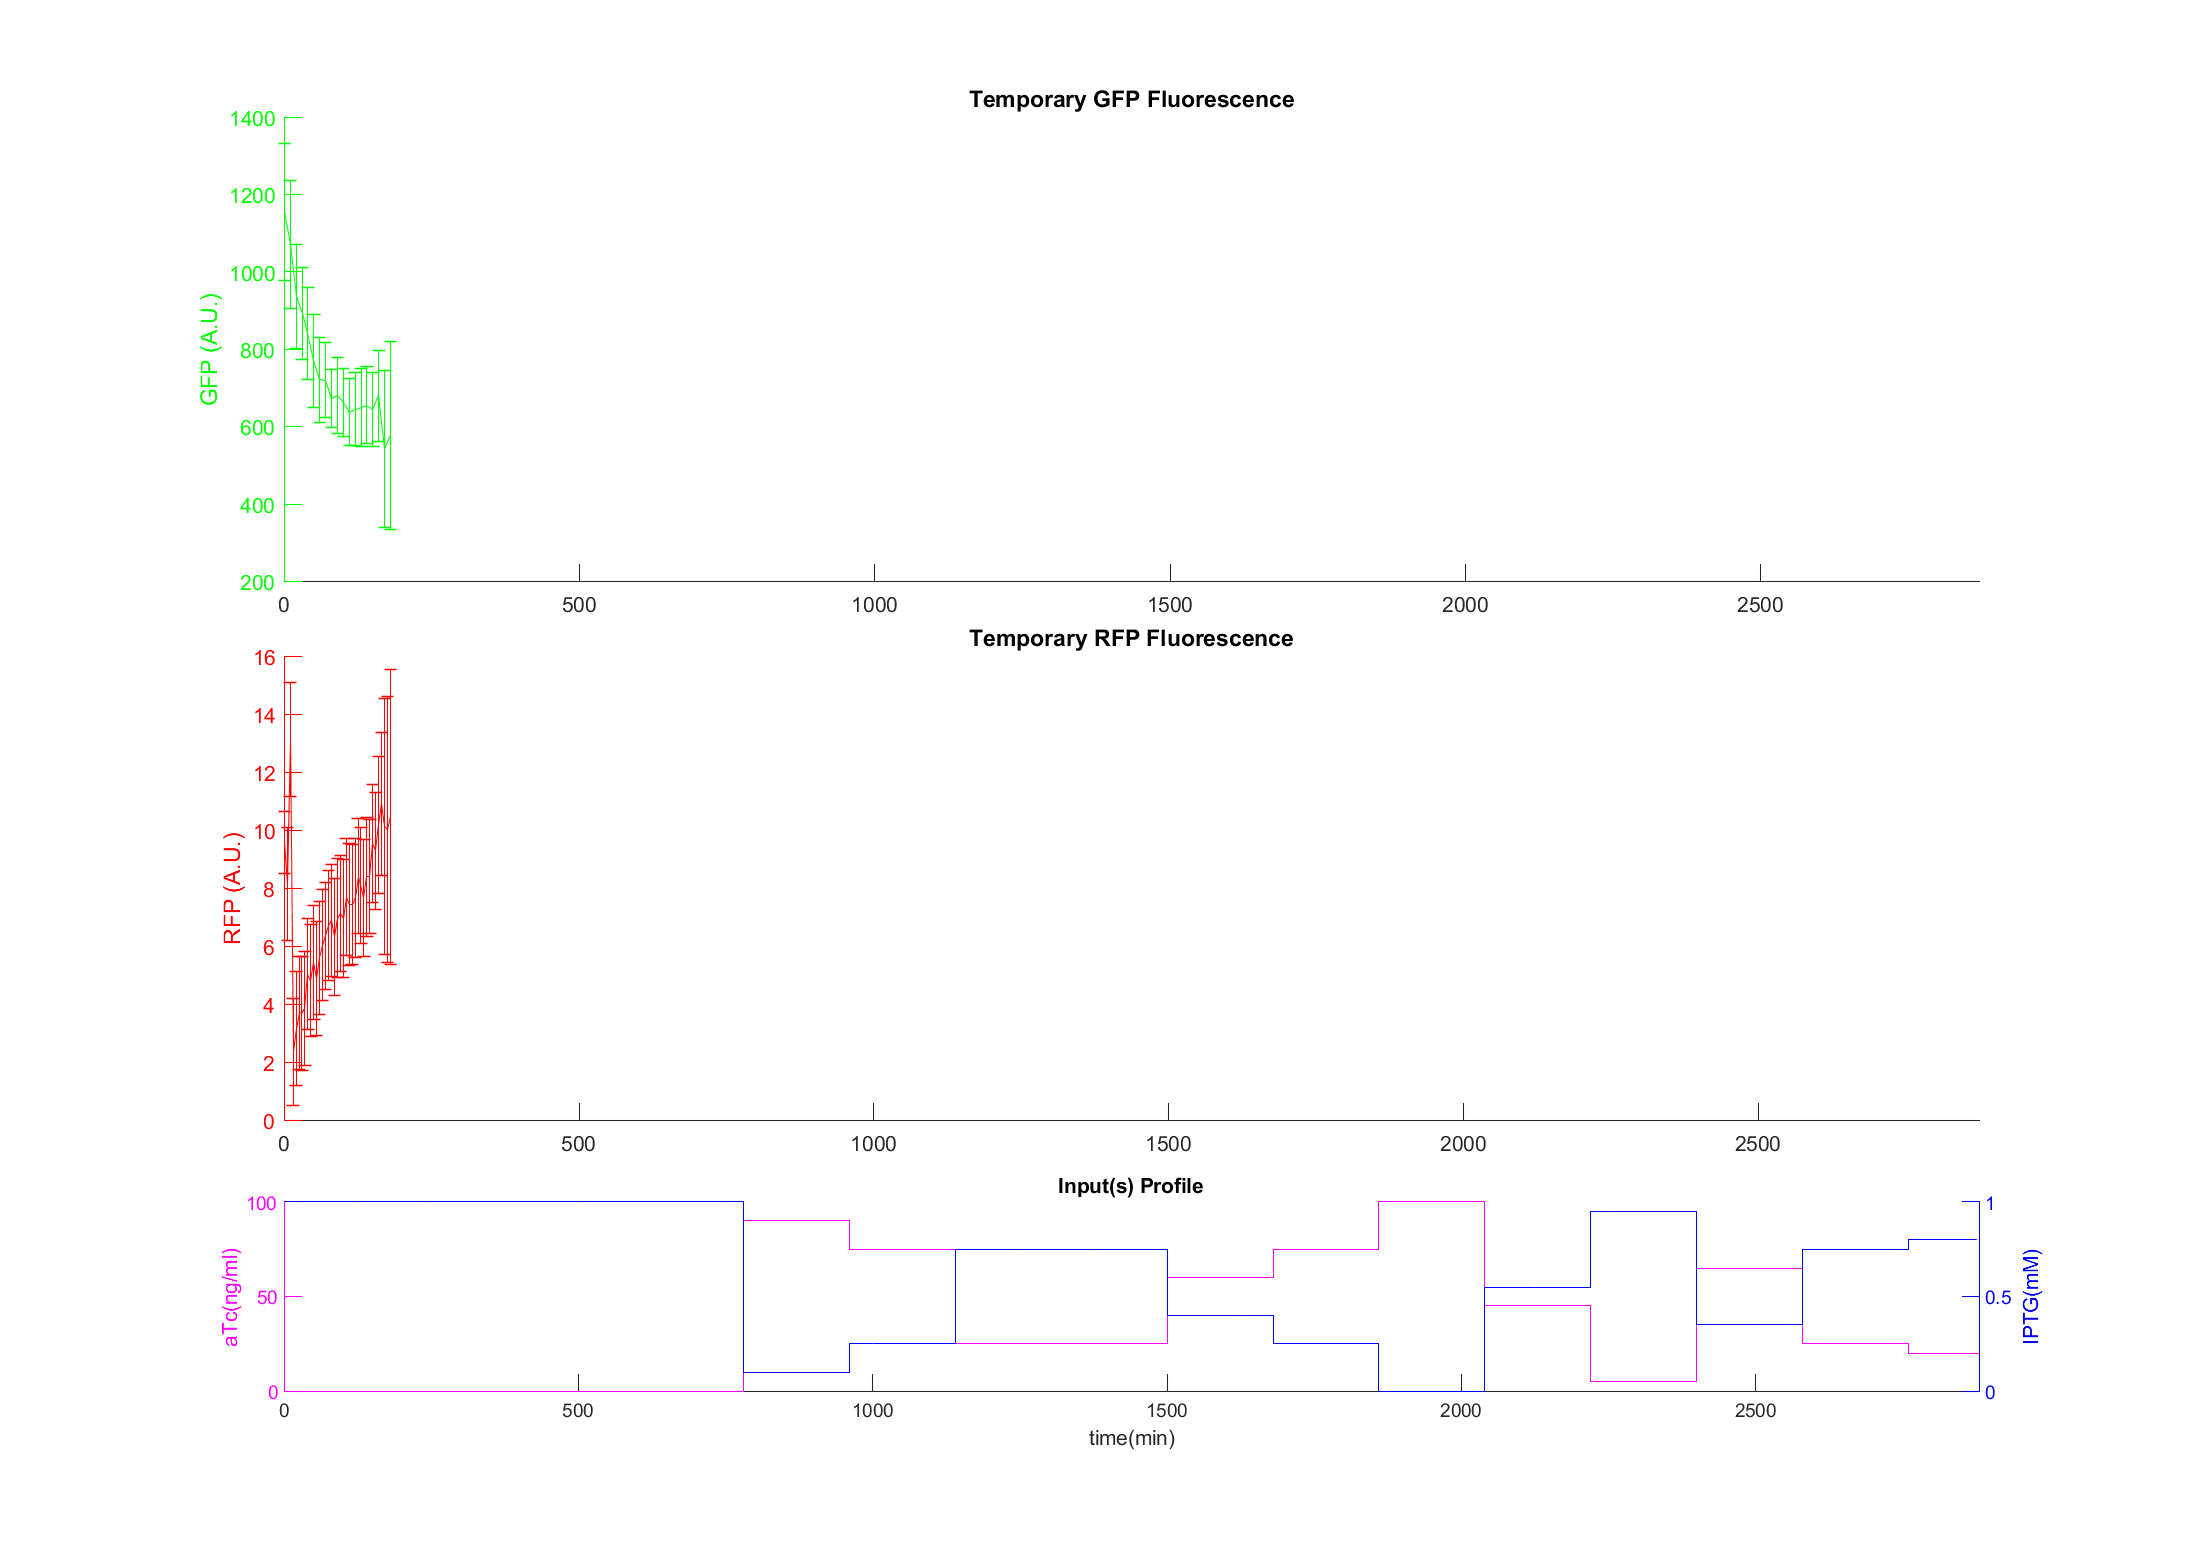 Temporary GFP Fluorescence
1400
1200
1000
800
600
400
200
GFP (A.U.)
0 500 1000 1500 2000 2500
Temporary RFP Fluorescence
16
14
12
10
8
6
4
2
0
RFP (A.U.)
0 500 1000 1500 2000 2500
Input(s) Profile
100
50
0
aTc(ng/ml)
1
0.5
0
IPTG(mM)
0 500 1000 1500 2000 2500
time(min)